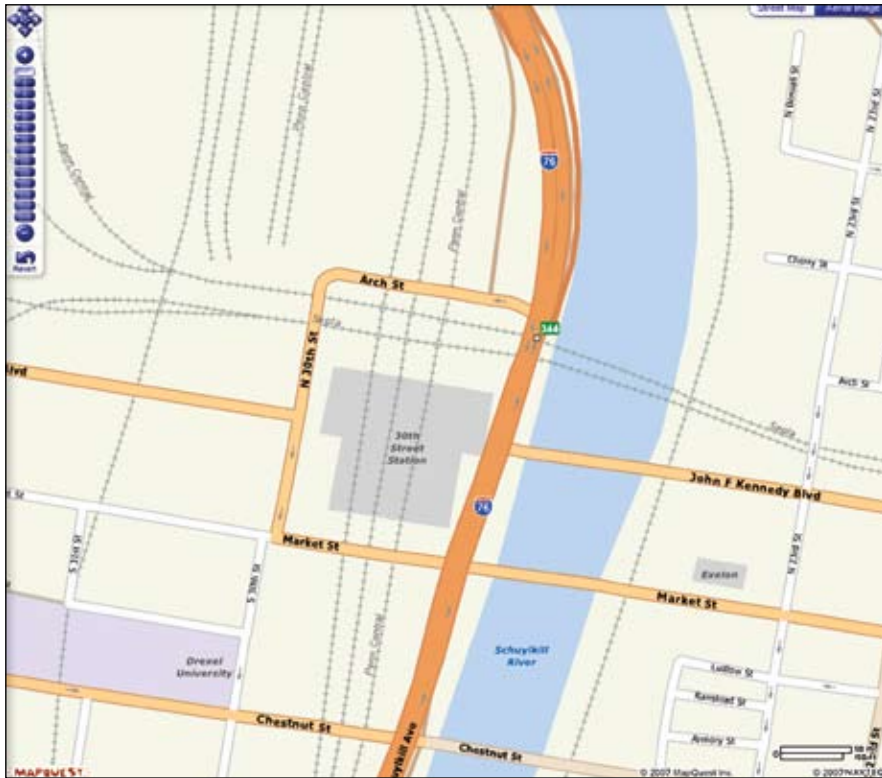 Street Map
Aerial Image
Revert
Penn Central
Penn Central
Penn Central
76
N 23rd St
N 23rd St
Cherry St
Arch St
344
Septa
N 30th St
Blvd
Arch St
Septa
30th
Street
Station
John F Kennedy Blvd
76
St
Market St
S 31st St
S 30th St
N 23rd St
Exelon
Market St
Penn Central
Drexel
University
Schuylkill
River
Ludlow St
Ranstead St
Chestnut St
Chestnut St
MAPQUEST
© 2007 MapQuest Inc.
© 2007 NAVTEQ